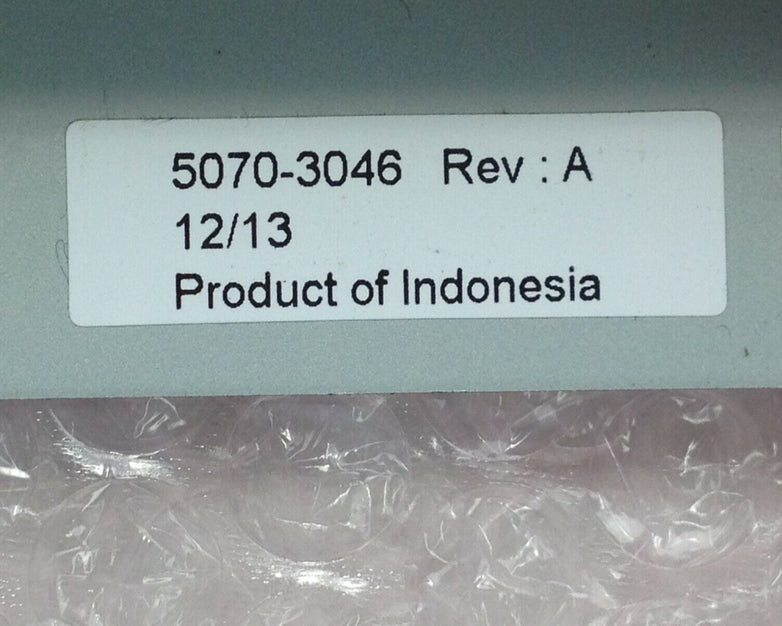 5070-3046 Rev : A
12/13
Product of Indonesia